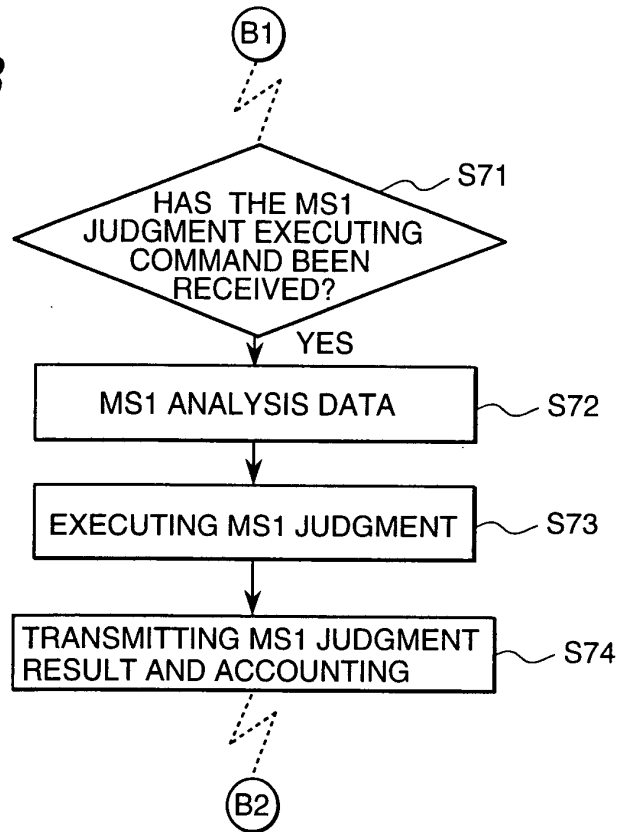 B1
S71
HAS THE MS1
JUDGMENT EXECUTING
COMMAND BEEN
RECEIVED?
YES
MS1 ANALYSIS DATA
S72
EXECUTING MS1 JUDGMENT
S73
TRANSMITTING MS1 JUDGMENT
RESULT AND ACCOUNTING
S74
B2